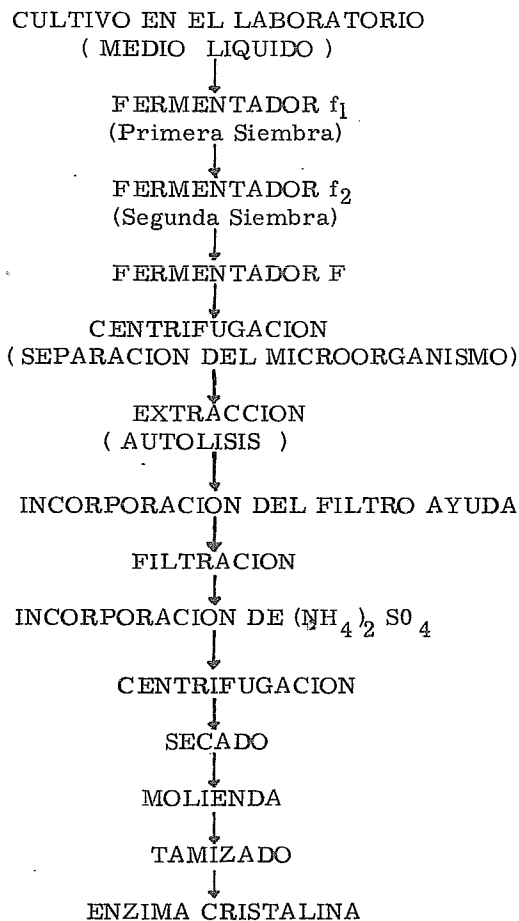 CULTIVO EN EL LABORATORIO
( MEDIO LIQUIDO )
FERMENTADOR f1
(Primera Siembra)
FERMENTADOR f2
(Segunda Siembra)
FERMENTADOR F
CENTRIFUGACION
(SEPARACION DEL MICROORGANISMO)
EXTRACCION
( AUTOLISIS )
INCORPORACION DEL FILTRO AYUDA
FILTRACION
INCORPORACION DE (NH4)2 S04
CENTRIFUGACION
SECADO
MOLIENDA
TAMIZADO
ENZIMA CRISTALINA